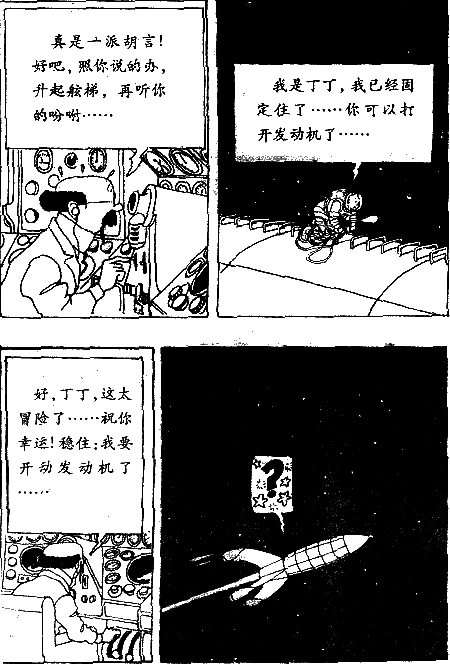 真是一派胡言!
好吧,照你说的办,
升起舷梯,再听你
的吩咐……
我是丁丁,我已经固
定住了……你可以打
开发动机了……
好,丁丁,这太
冒险了……祝你
幸运!稳住:我要
开动发动机了
……
?